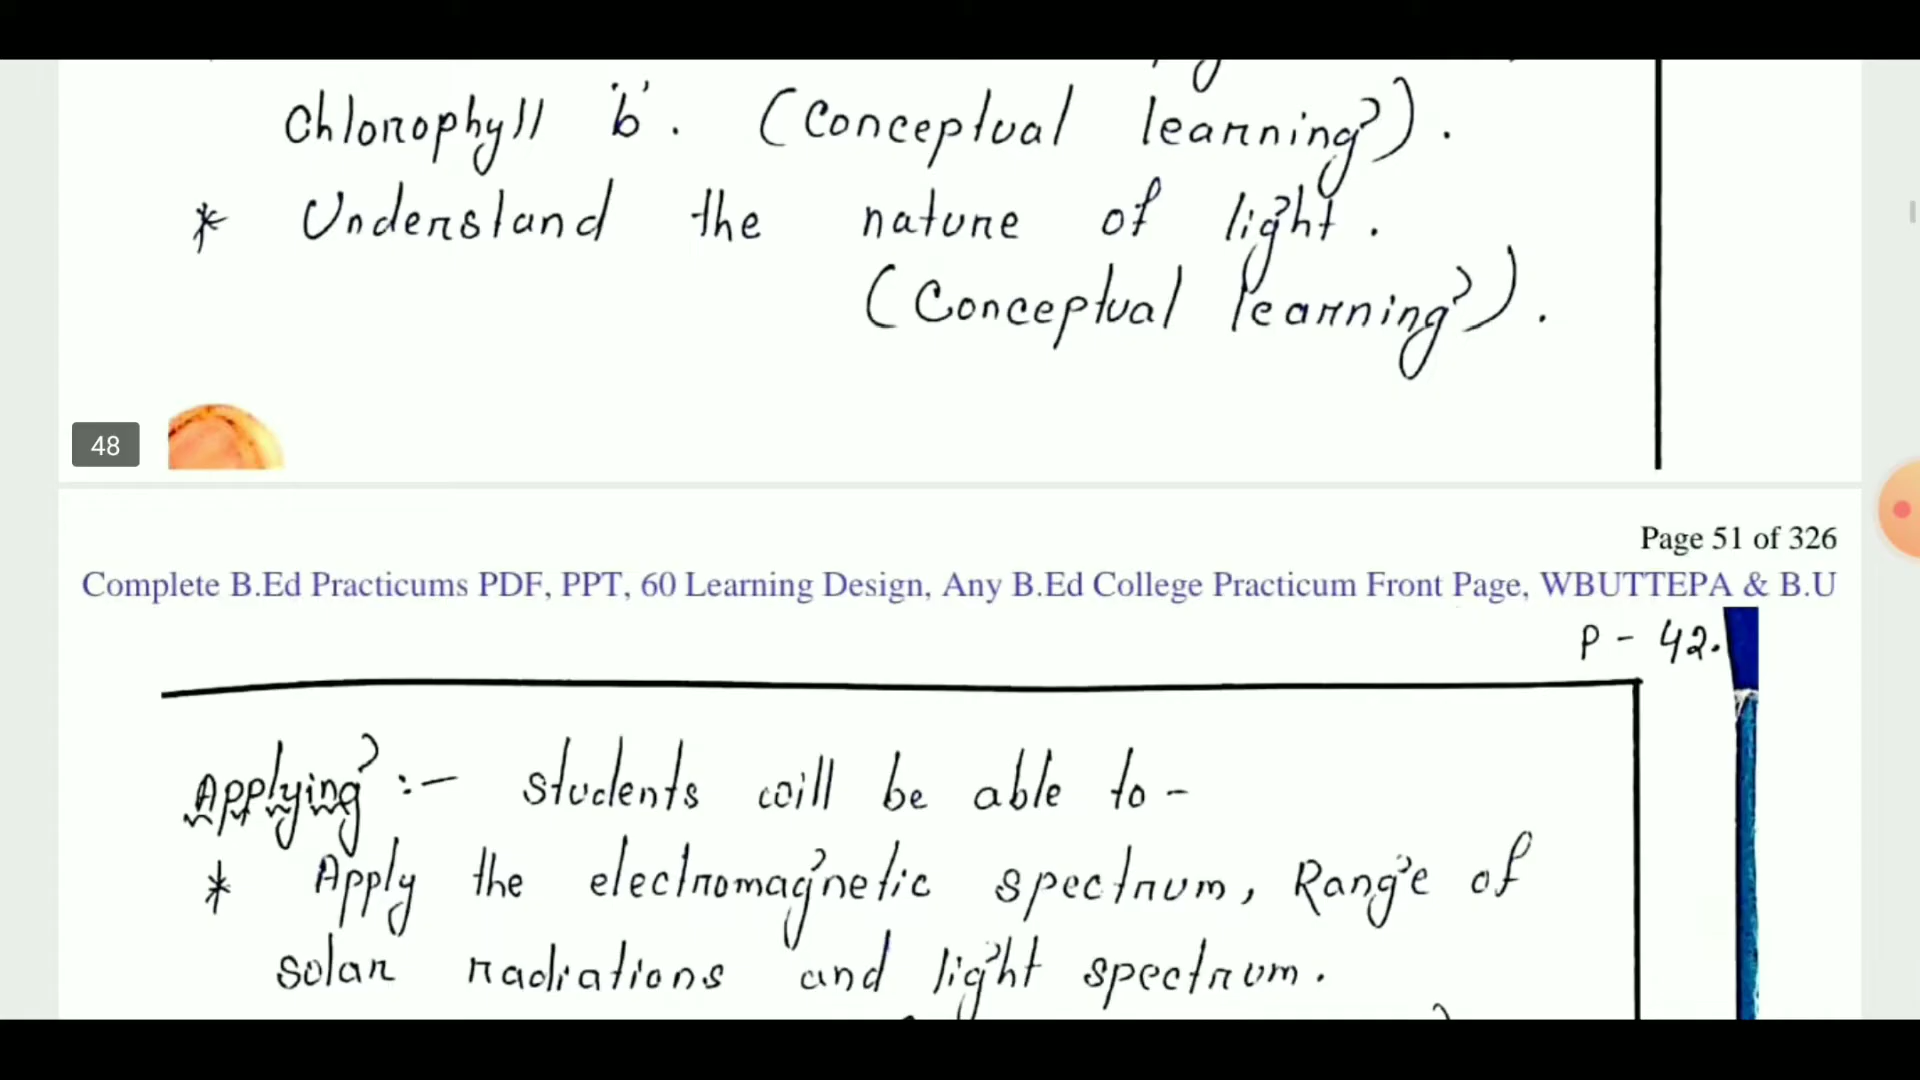 chlorophyll 'b'. (Conceptual learning).
* Understand the nature of light.
(Conceptual learning).
48
Page 51 of 326
Complete B.Ed Practicums PDF, PPT, 60 Learning Design, Any B.Ed College Practicum Front Page, WBUTTEPA & B.U
P - 42.
Applying :- students will be able to -
* Apply the electromagnetic spectrum, Range of
solar radiations and light spectrum.